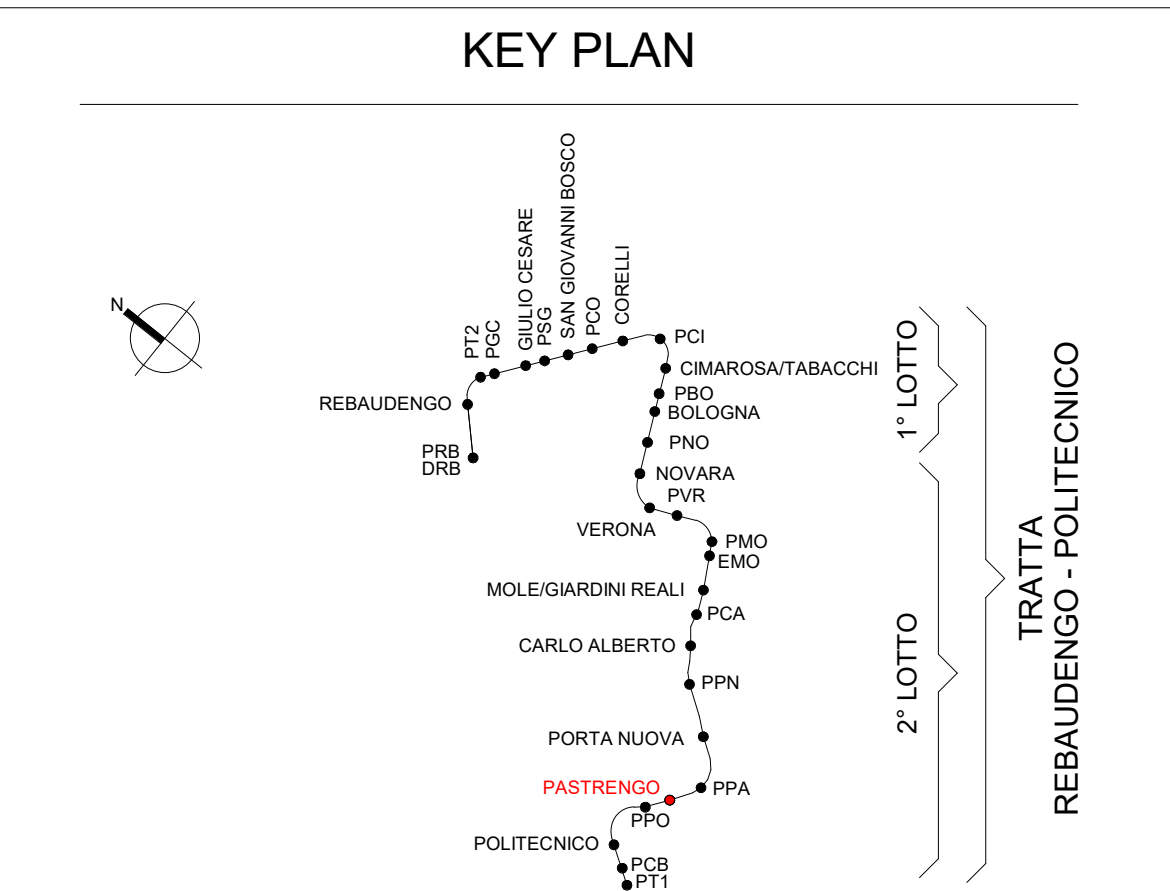 KEY PLAN
N
PT2
PGC
GIULIO CESARE
PSG
SAN GIOVANNI BOSCO
PCO
CORELLI
PCI
CIMAROSA/TABACCHI
REBAUDENGO
PBO
BOLOGNA
PRB
DRB
PNO
NOVARA
PVR
VERONA
PMO
EMO
MOLE/GIARDINI REALI
PCA
CARLO ALBERTO
PPN
PORTA NUOVA
PASTRENGO
PPA
PPO
POLITECNICO
PCB
PT1
1° LOTTO
2° LOTTO
TRATTA
REBAUDENGO - POLITECNICO